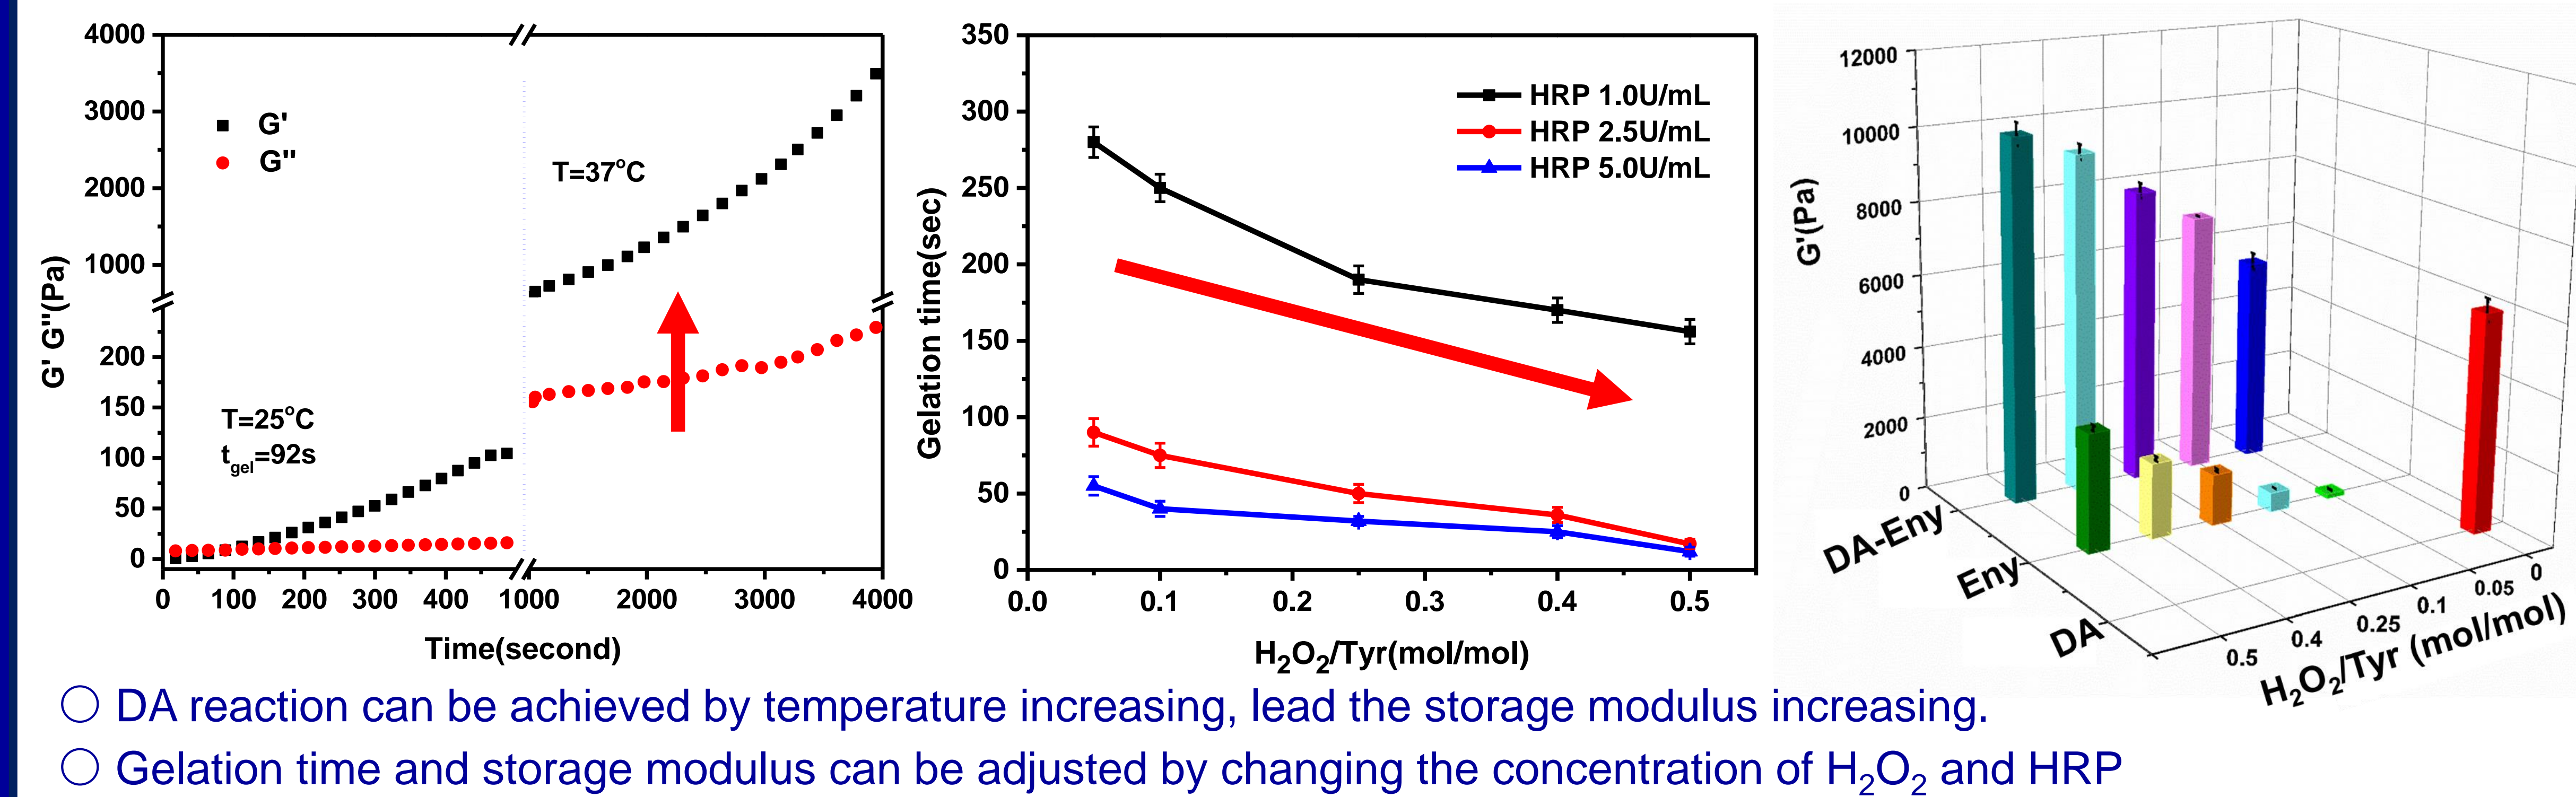 4000
3000
2000
1000
200
150
100
50
0
G' G''(Pa)
G'
G''
T=37°C
T=25°C
t_gel=92s
0 100 200 300 400 1000 2000 3000 4000
Time(second)
350
300
250
200
150
100
50
0
Gelation time(sec)
HRP 1.0U/mL
HRP 2.5U/mL
HRP 5.0U/mL
0.0 0.1 0.2 0.3 0.4 0.5
H₂O₂/Tyr(mol/mol)
12000
10000
8000
6000
4000
2000
0
G'(Pa)
DA-Eny
Eny
DA
0.5 0.4 0.25 0.1 0.05 0
H₂O₂/Tyr (mol/mol)
○ DA reaction can be achieved by temperature increasing, lead the storage modulus increasing.
○ Gelation time and storage modulus can be adjusted by changing the concentration of H₂O₂ and HRP